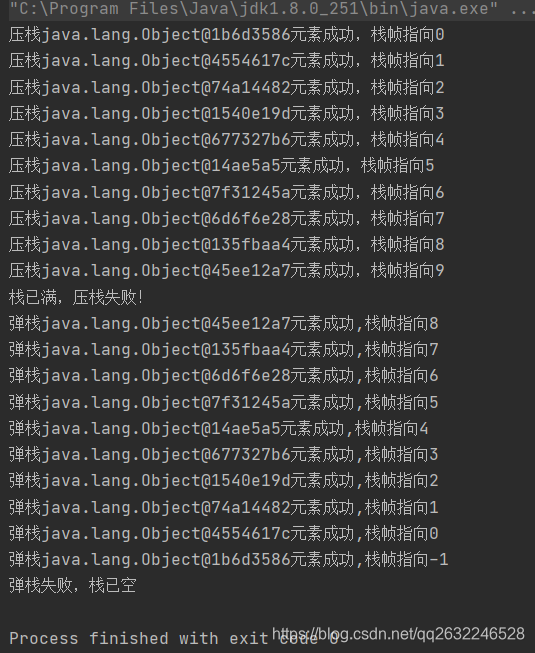 "C:\Program Files\Java\jdk1.8.0_251\bin\java.exe" ...
压栈java.lang.Object@1b6d3586元素成功，栈帧指向0
压栈java.lang.Object@4554617c元素成功，栈帧指向1
压栈java.lang.Object@74a14482元素成功，栈帧指向2
压栈java.lang.Object@1540e19d元素成功，栈帧指向3
压栈java.lang.Object@677327b6元素成功，栈帧指向4
压栈java.lang.Object@14ae5a5元素成功，栈帧指向5
压栈java.lang.Object@7f31245a元素成功，栈帧指向6
压栈java.lang.Object@6d6f6e28元素成功，栈帧指向7
压栈java.lang.Object@135fbaa4元素成功，栈帧指向8
压栈java.lang.Object@45ee12a7元素成功，栈帧指向9
栈已满，压栈失败！
弹栈java.lang.Object@45ee12a7元素成功,栈帧指向8
弹栈java.lang.Object@135fbaa4元素成功,栈帧指向7
弹栈java.lang.Object@6d6f6e28元素成功,栈帧指向6
弹栈java.lang.Object@7f31245a元素成功,栈帧指向5
弹栈java.lang.Object@14ae5a5元素成功,栈帧指向4
弹栈java.lang.Object@677327b6元素成功,栈帧指向3
弹栈java.lang.Object@1540e19d元素成功,栈帧指向2
弹栈java.lang.Object@74a14482元素成功,栈帧指向1
弹栈java.lang.Object@4554617c元素成功,栈帧指向0
弹栈java.lang.Object@1b6d3586元素成功,栈帧指向-1
弹栈失败，栈已空
Process finished with exit code 0
https://blog.csdn.net/qq2632246528